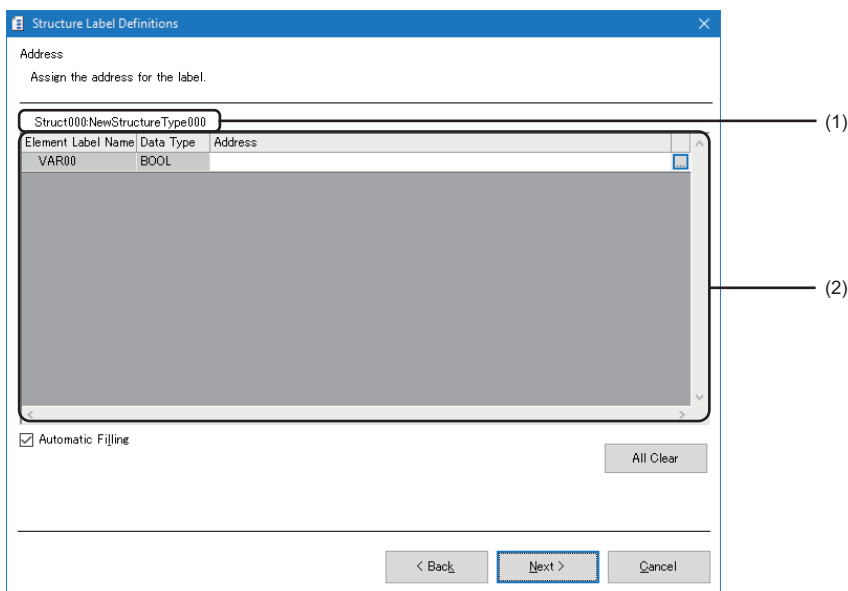 Structure Label Definitions
Address
Assign the address for the label.
Struct000:NewStructureType000
(1)
Element Label Name Data Type Address
VAR00 BOOL ...
(2)
Automatic Filling
All Clear
< Back Next > Cancel